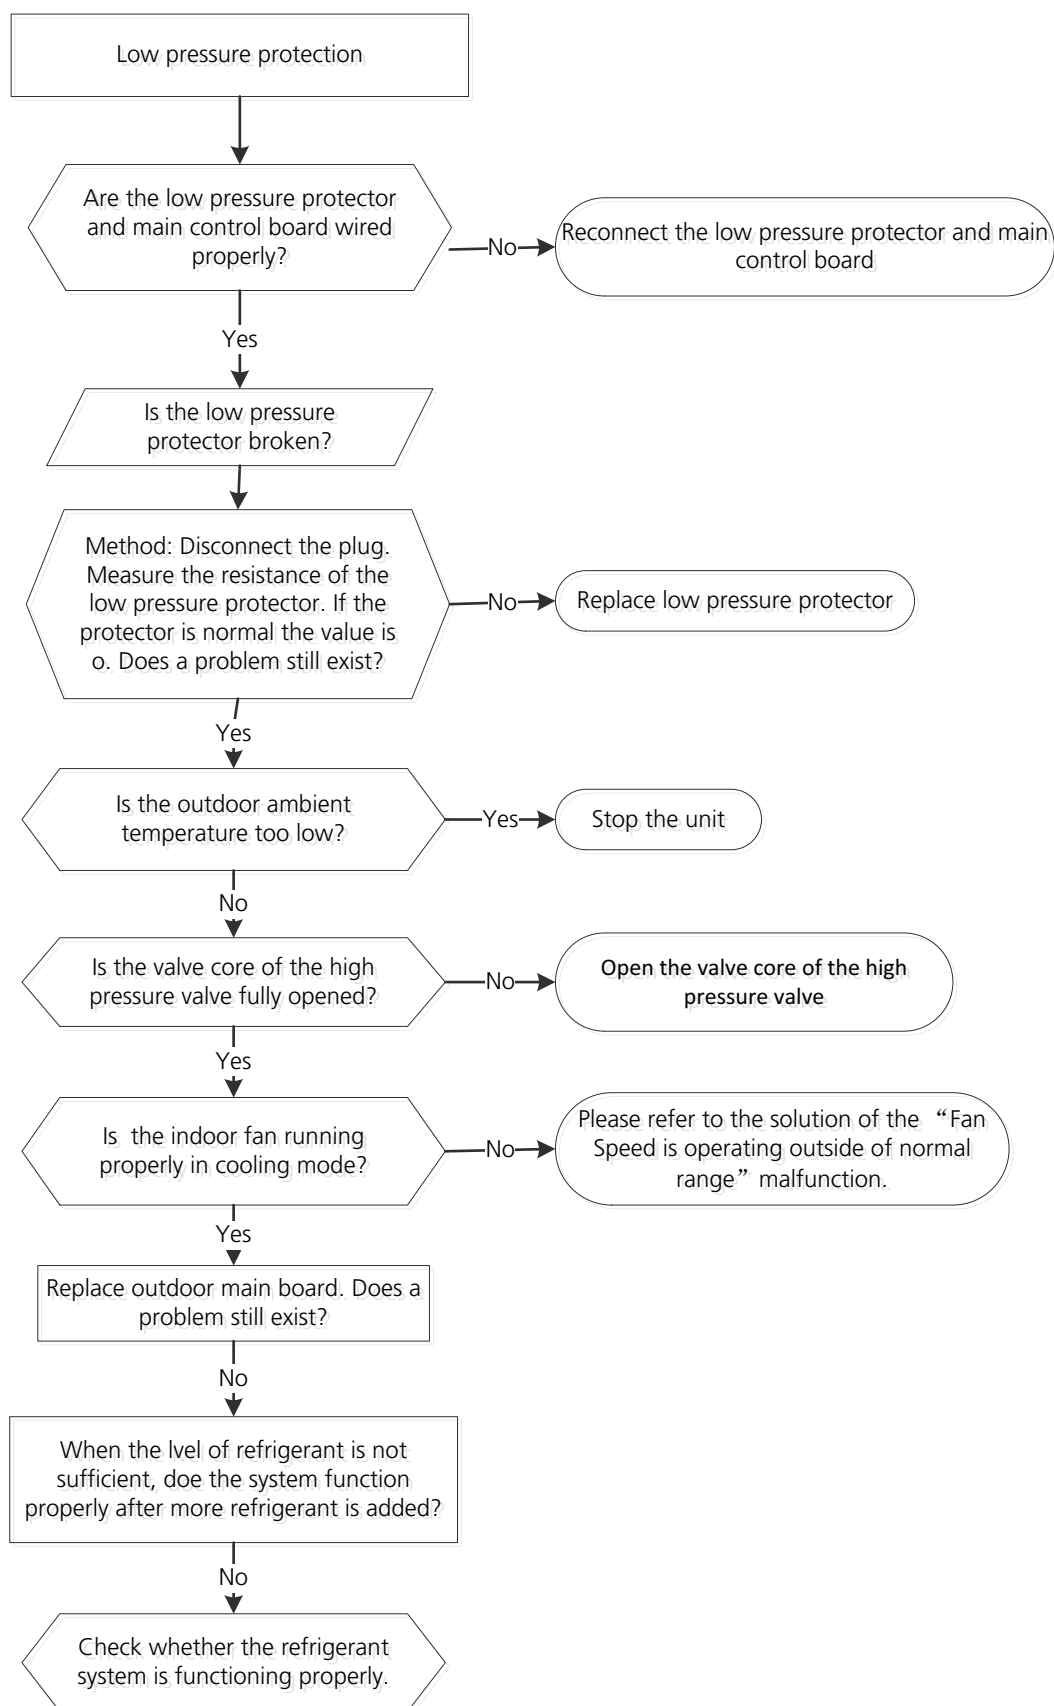 Low pressure protection
Are the low pressure protector
and main control board wired
properly?
No
Reconnect the low pressure protector and main
control board
Yes
Is the low pressure
protector broken?
Method: Disconnect the plug.
Measure the resistance of the
low pressure protector. If the
protector is normal the value is
o. Does a problem still exist?
No
Replace low pressure protector
Yes
Is the outdoor ambient
temperature too low?
Yes
Stop the unit
No
Is the valve core of the high
pressure valve fully opened?
No
Open the valve core of the high
pressure valve
Yes
Is the indoor fan running
properly in cooling mode?
No
Please refer to the solution of the “Fan
Speed is operating outside of normal
range” malfunction.
Yes
Replace outdoor main board. Does a
problem still exist?
No
When the lvel of refrigerant is not
sufficient, doe the system function
properly after more refrigerant is added?
No
Check whether the refrigerant
system is functioning properly.